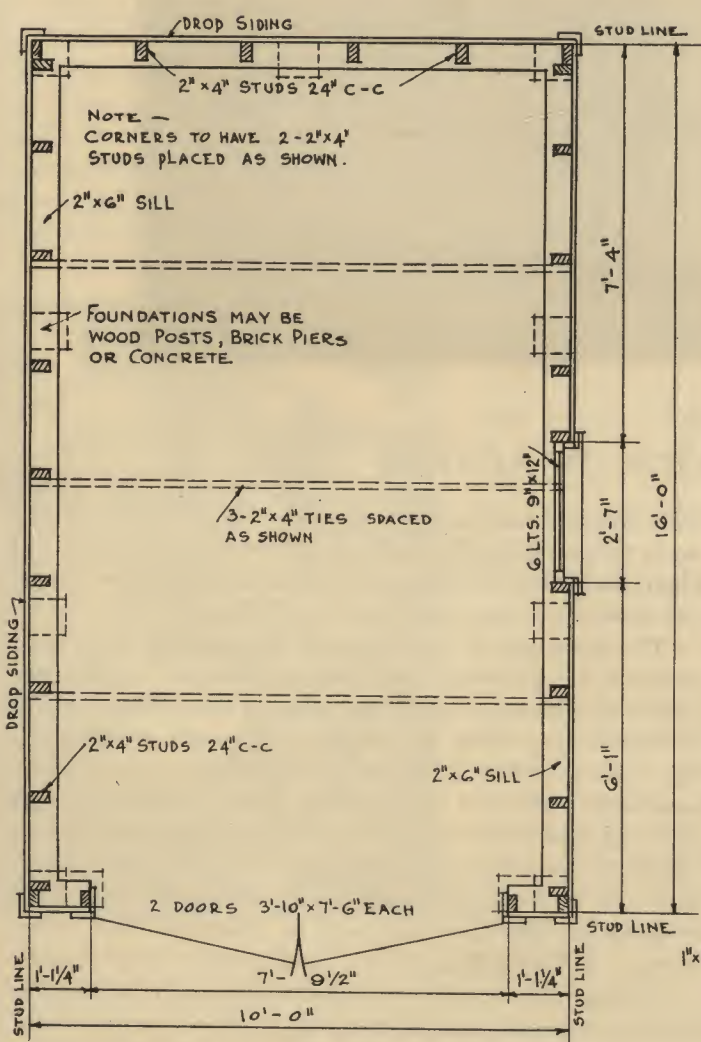 DROP SIDING
STUD LINE
2"×4" STUDS 24" C-C
NOTE –
CORNERS TO HAVE 2-2"×4"
STUDS PLACED AS SHOWN.
2"×6" SILL
7'-4"
FOUNDATIONS MAY BE
WOOD POSTS, BRICK PIERS
OR CONCRETE.
6 LTS. 9"×12"
2'-7"
16'-0"
3-2"×4" TIES SPACED
AS SHOWN
DROP SIDING
2"×4" STUDS 24" C-C
2"×6" SILL
6'-1"
2 DOORS 3'-10"×7'-6" EACH
STUD LINE
1"×
STUD LINE
1'-1¼"
7'-9½"
1'-1¼"
STUD LINE
10'-0"